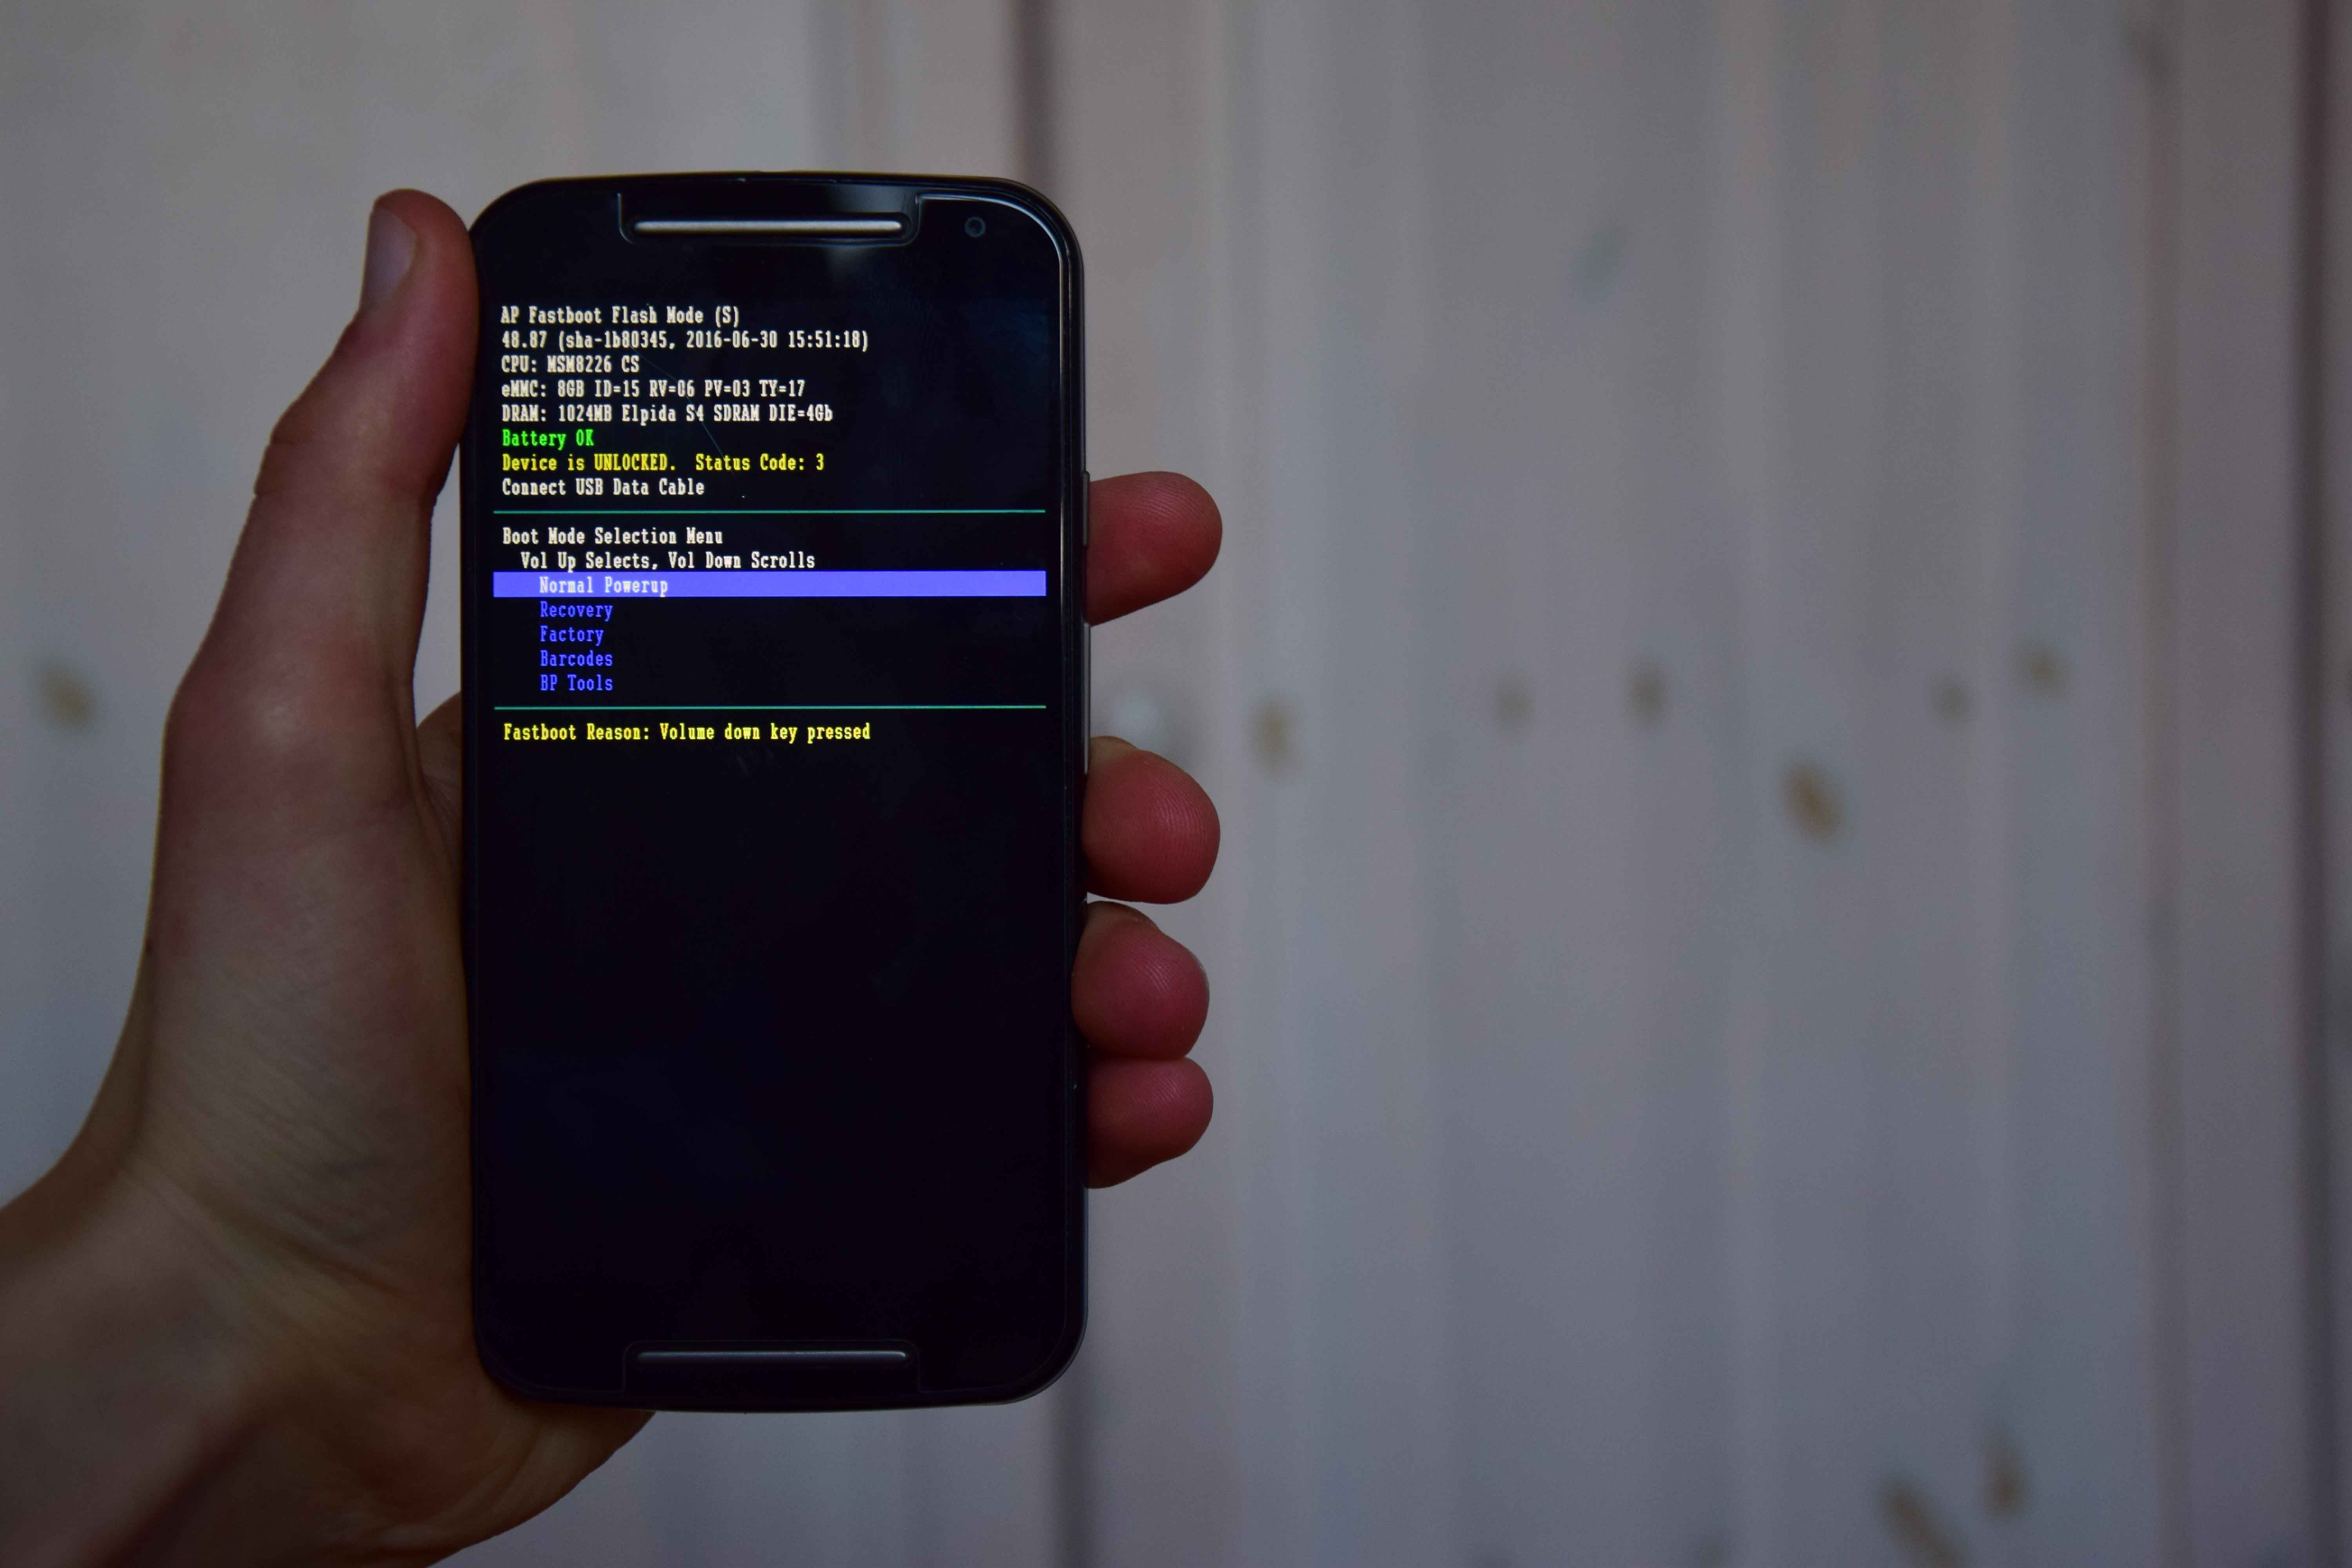 AP Fastboot Flash Mode (S)
48.87 (sha-1b80345, 2016-06-30 15:51:18)
CPU: MSM8226 CS
eMMC: 8GB ID=15 RV=06 PV=03 TY=17
DRAM: 1024MB Elpida S4 SDRAM DIE=4Gb
Battery OK
Device is UNLOCKED. Status Code: 3
Connect USB Data Cable
Boot Mode Selection Menu
Vol Up Selects, Vol Down Scrolls
Normal Powerup
Recovery
Factory
Barcodes
BP Tools
Fastboot Reason: Volume down key pressed